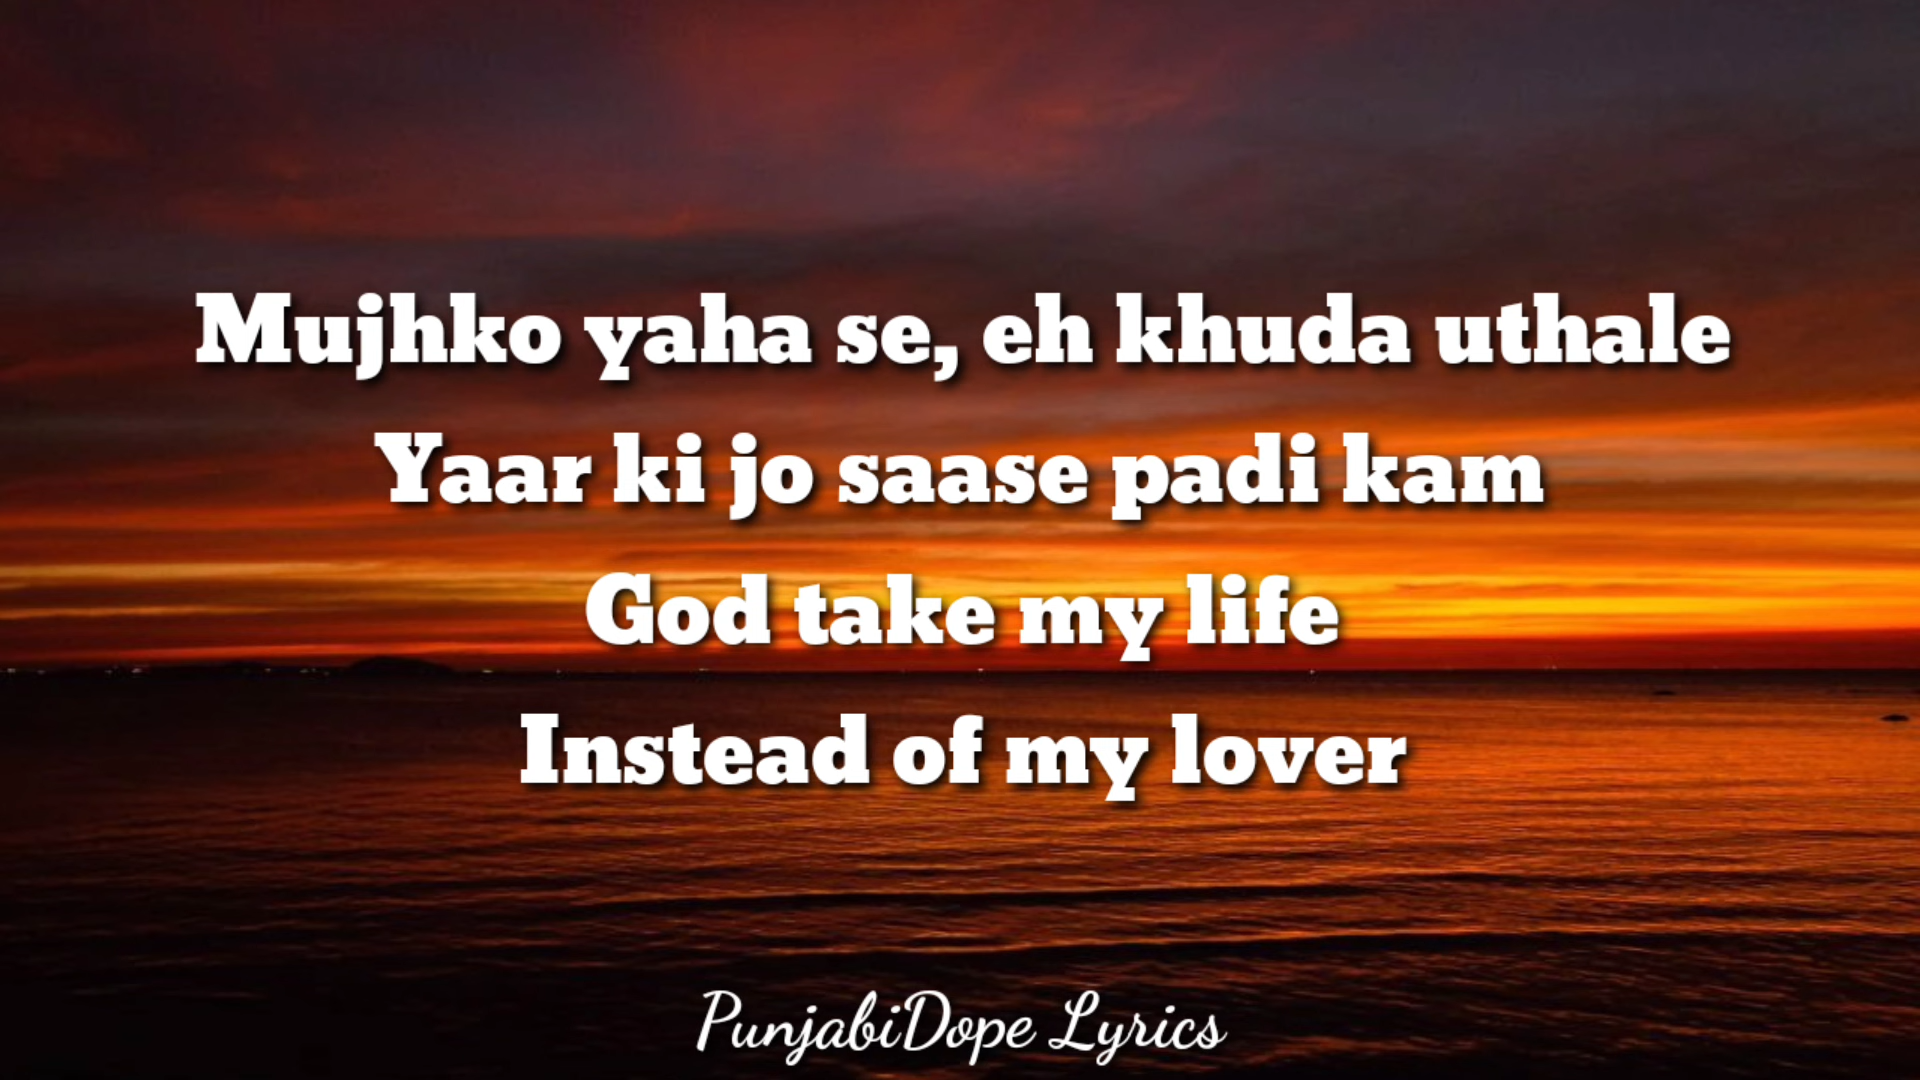 Mujhko yaha se, eh khuda uthale
Yaar ki jo saase padi kam
God take my life
Instead of my lover
PunjabiDope Lyrics